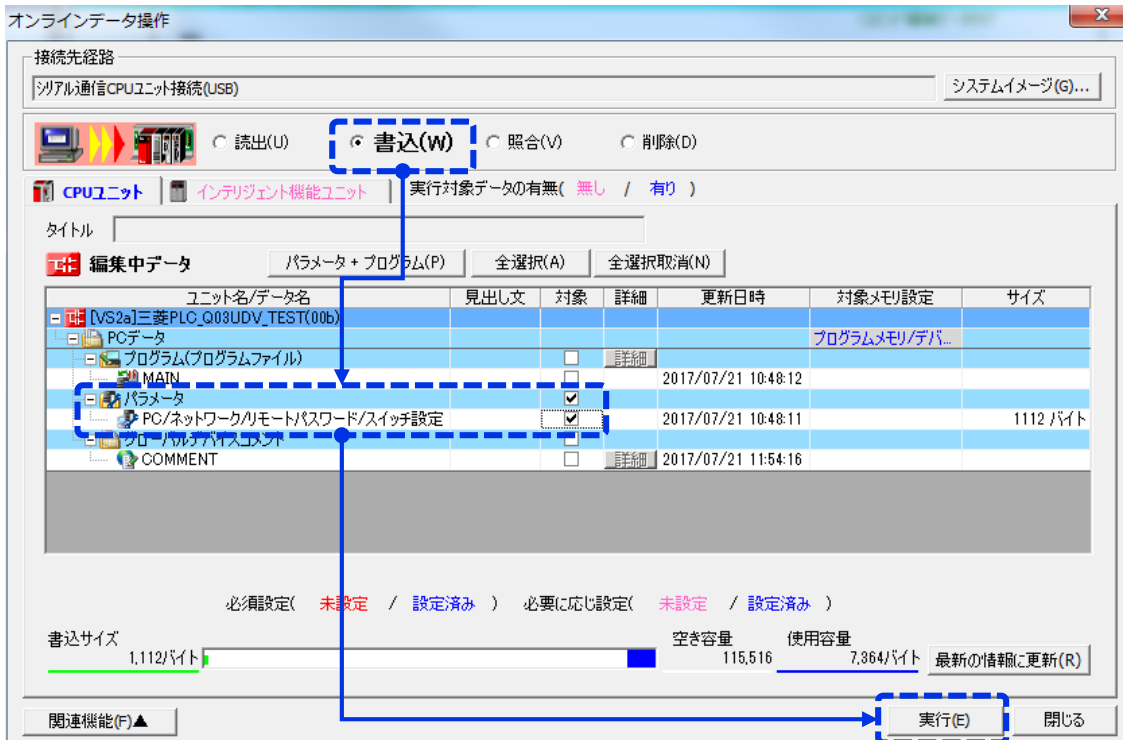 オンラインデータ操作
接続先経路
シリアル通信CPUユニット接続(USB)
システムイメージ(G)...
読出(U) 書込(W) 照合(V) 削除(D)
CPUユニット インテリジェント機能ユニット 実行対象データの有無( 無し / 有り )
タイトル
編集中データ パラメータ + プログラム(P) 全選択(A) 全選択取消(N)
ユニット名/データ名 見出し文 対象 詳細 更新日時 対象メモリ設定 サイズ
[VS2a]三菱PLC_Q03UDV_TEST(00b)
PCデータ プログラムメモリ/デバ...
プログラム(プログラムファイル) 詳細
MAIN 2017/07/21 10:48:12
パラメータ
PC/ネットワーク/リモートパスワード/スイッチ設定 2017/07/21 10:48:11 1112 バイト
グローバルデバイスコメント
COMMENT 詳細 2017/07/21 11:54:16
必須設定( 未設定 / 設定済み ) 必要に応じ設定( 未設定 / 設定済み )
書込サイズ 空き容量 使用容量
1,112バイト 115,516 7,364バイト 最新の情報に更新(R)
関連機能(F)▲ 実行(E) 閉じる